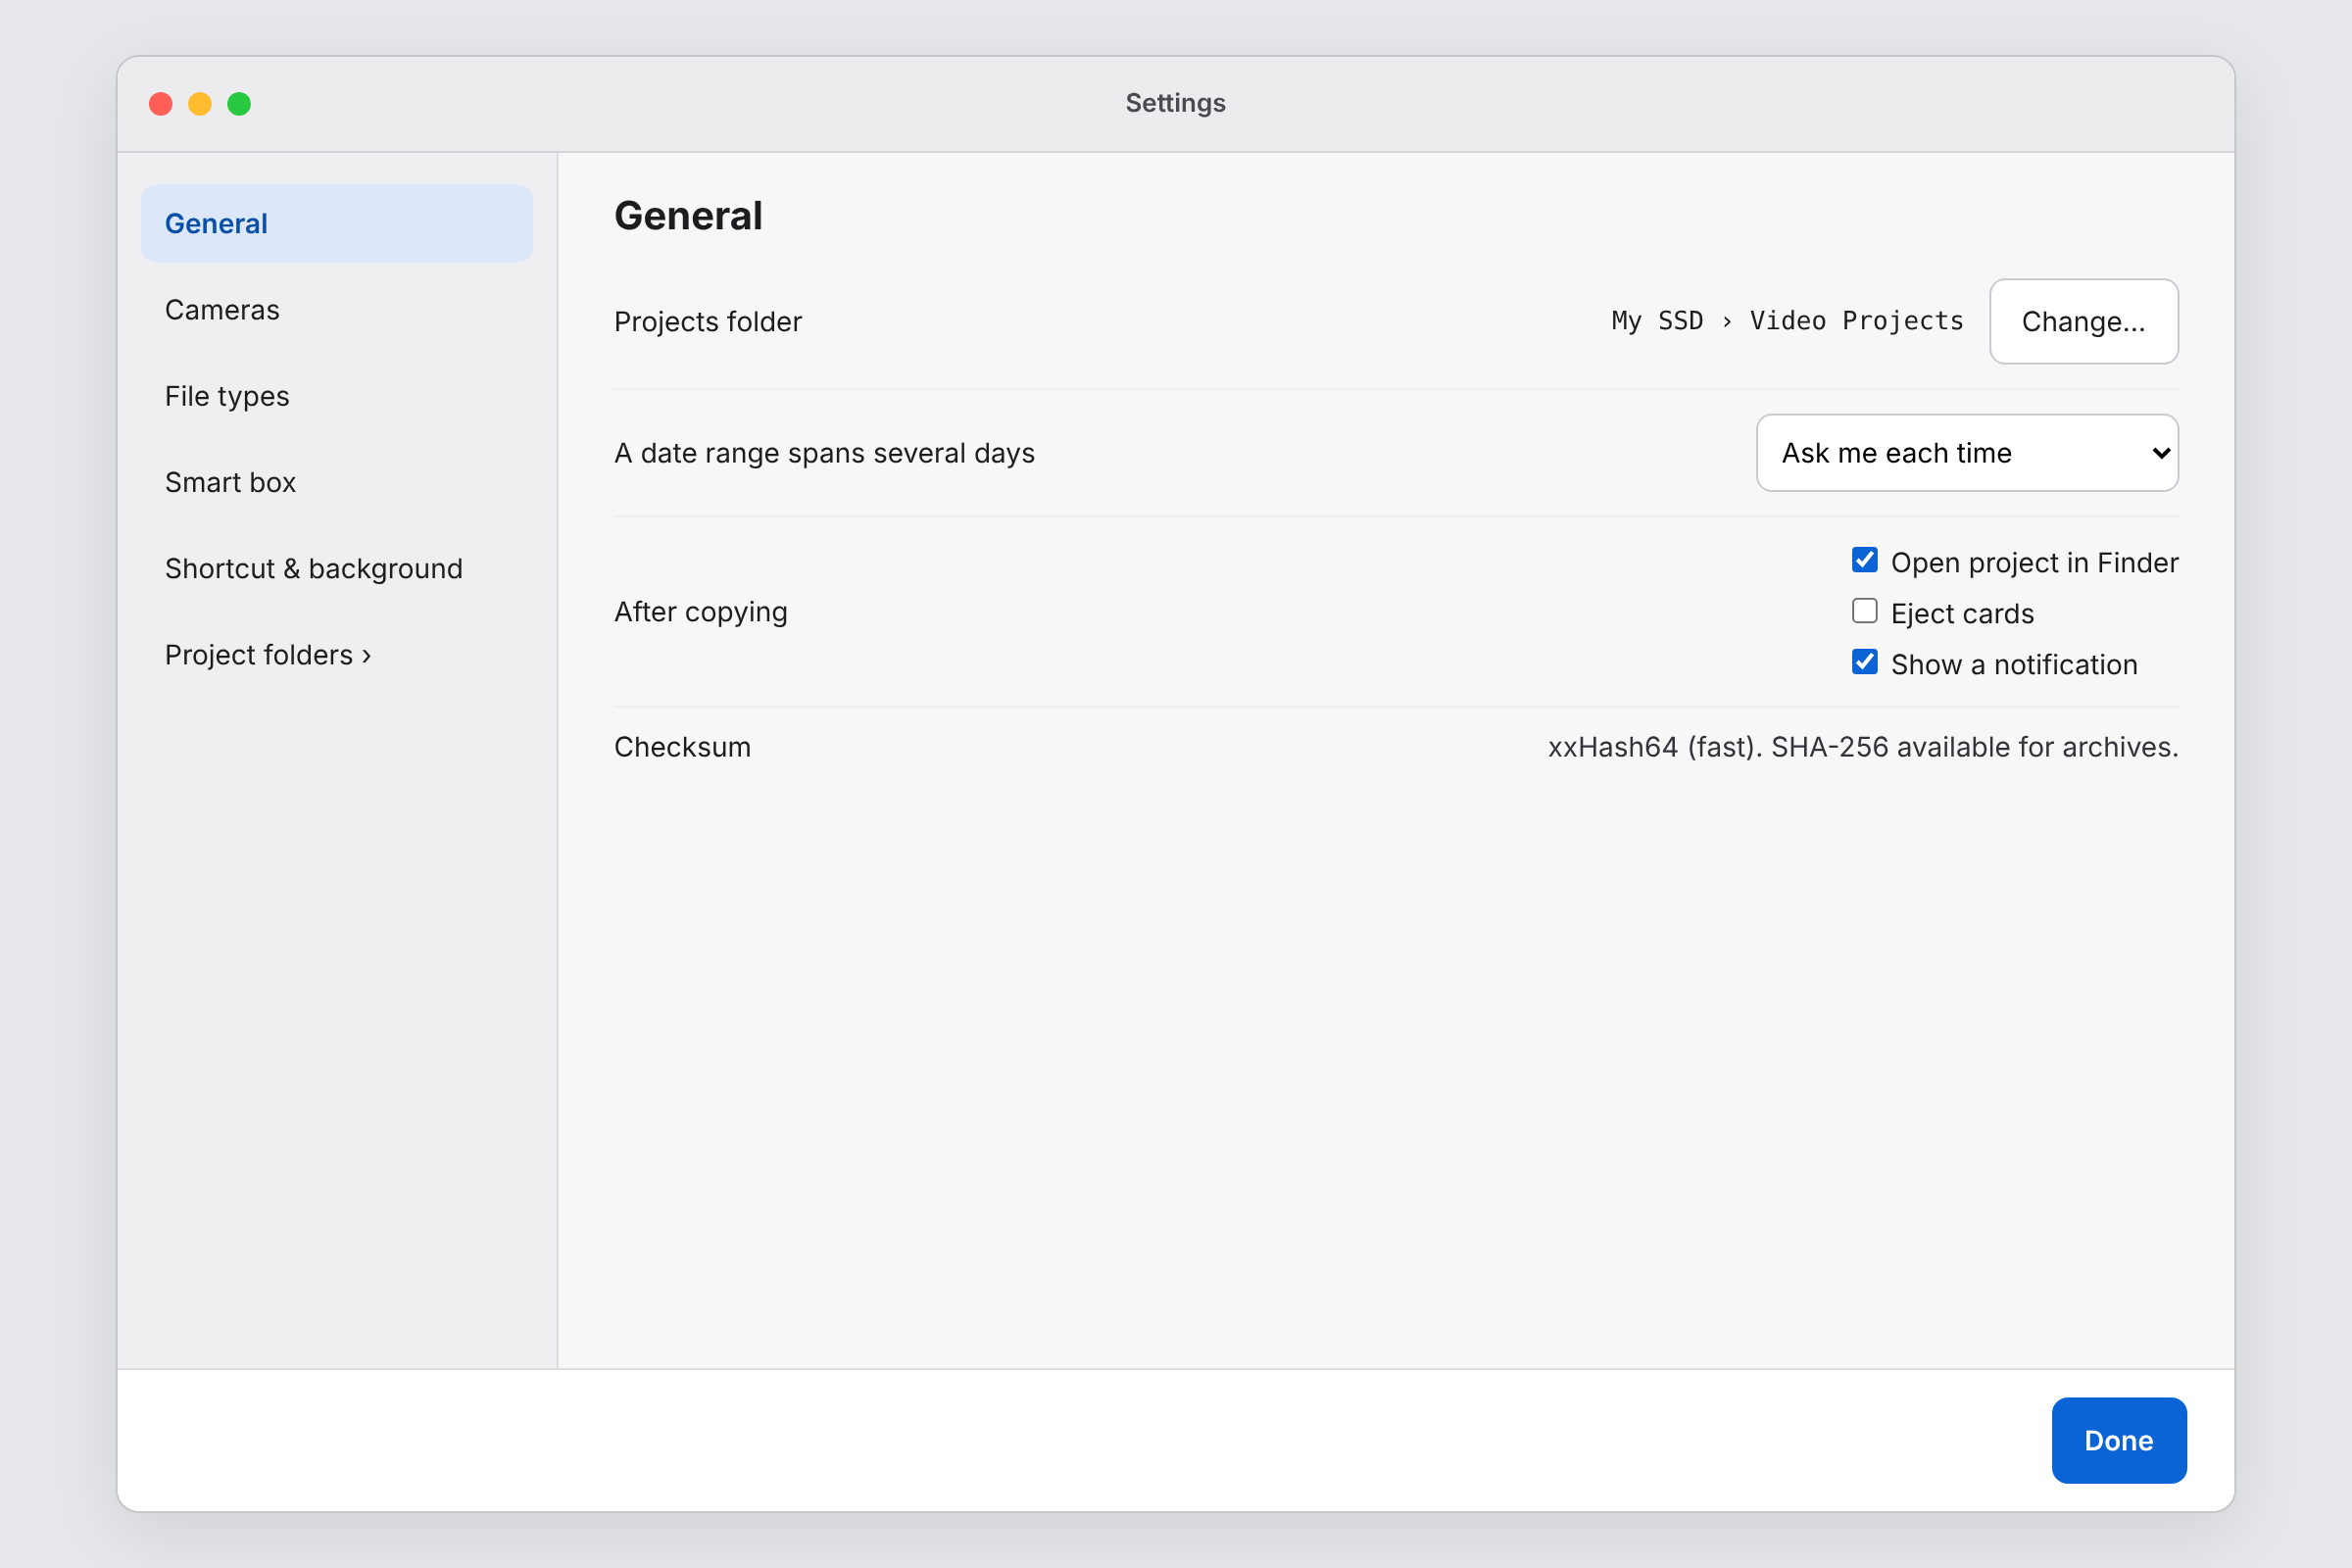 Settings
General
Cameras
File types
Smart box
Shortcut & background
Project folders ›
General
Projects folder
My SSD › Video Projects
Change...
A date range spans several days
Ask me each time
After copying
Open project in Finder
Eject cards
Show a notification
Checksum
xxHash64 (fast). SHA-256 available for archives.
Done